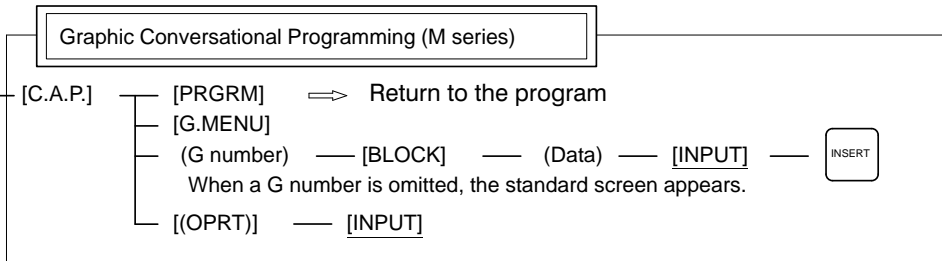 Graphic Conversational Programming (M series)
[C.A.P.] [PRGRM] ⇒ Return to the program
[G.MENU]
(G number) [BLOCK] (Data) [INPUT] INSERT
When a G number is omitted, the standard screen appears.
[(OPRT)] [INPUT]